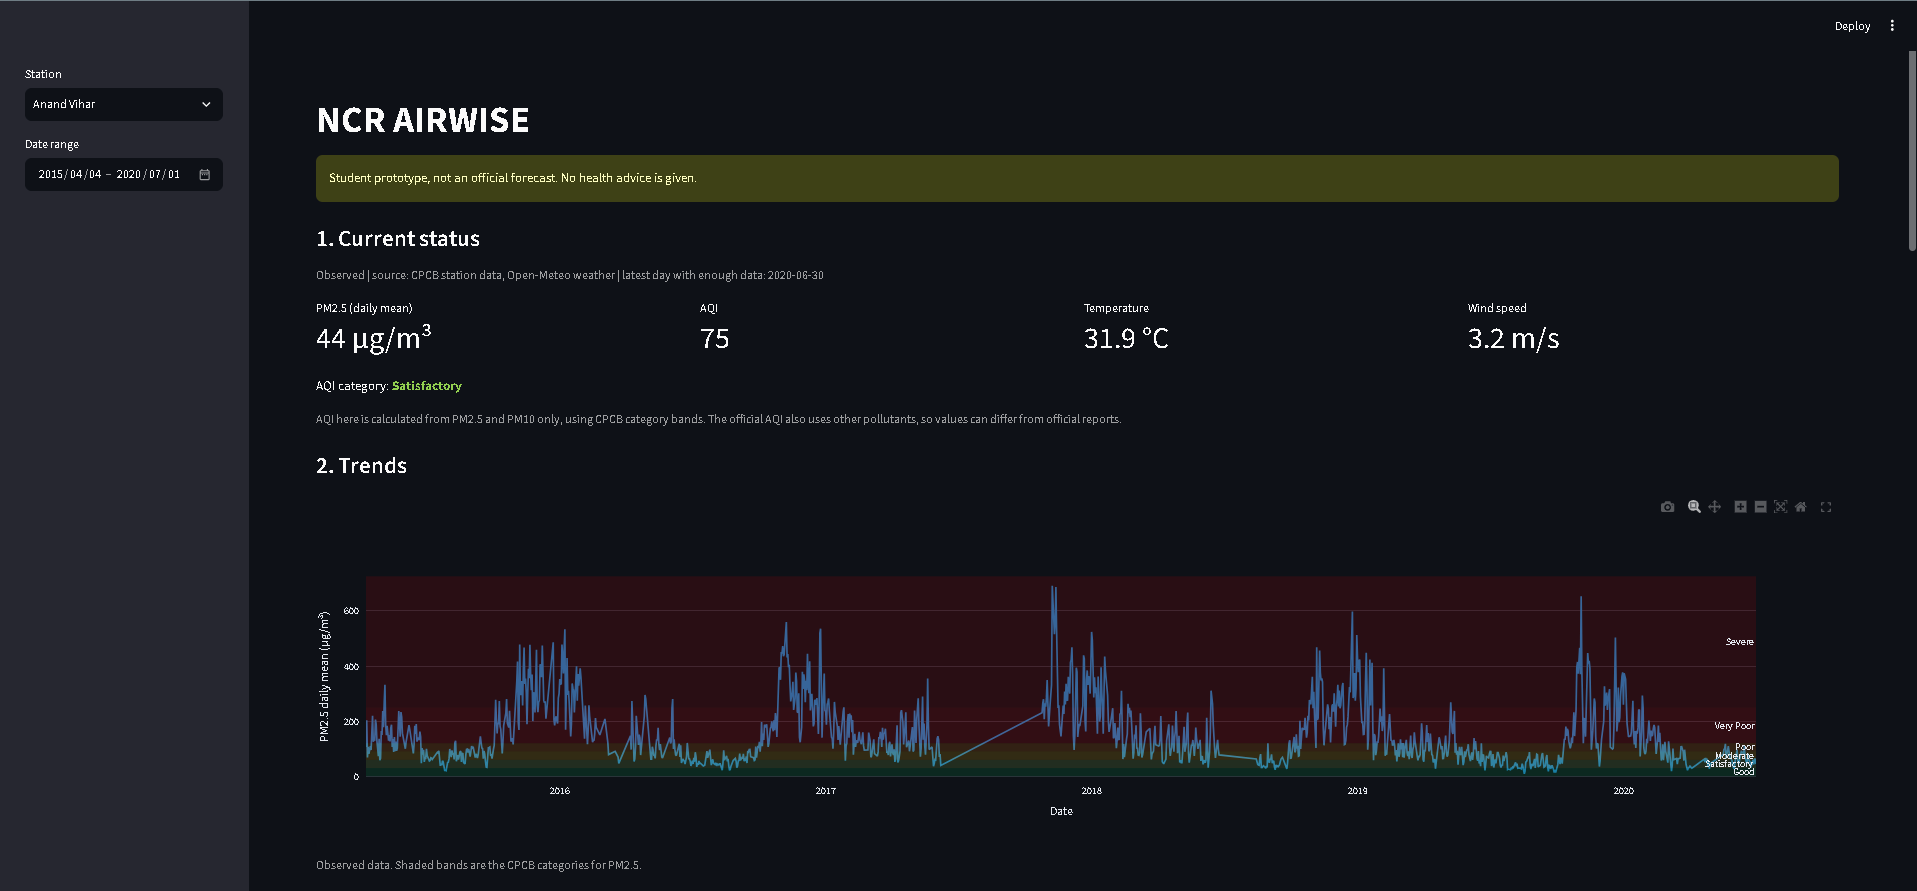 Deploy
Station
Anand Vihar
Date range
2015/04/04 – 2020/07/01
NCR AIRWISE
Student prototype, not an official forecast. No health advice is given.
1. Current status
Observed | source: CPCB station data, Open-Meteo weather | latest day with enough data: 2020-06-30
PM2.5 (daily mean)
44 µg/m³
AQI
75
Temperature
31.9 °C
Wind speed
3.2 m/s
AQI category: Satisfactory
AQI here is calculated from PM2.5 and PM10 only, using CPCB category bands. The official AQI also uses other pollutants, so values can differ from official reports.
2. Trends
PM2.5 daily mean (µg/m³)
600
400
200
0
Severe
Very Poor
Poor
Moderate
Satisfactory
Good
2016
2017
2018
2019
2020
Date
Observed data. Shaded bands are the CPCB categories for PM2.5.